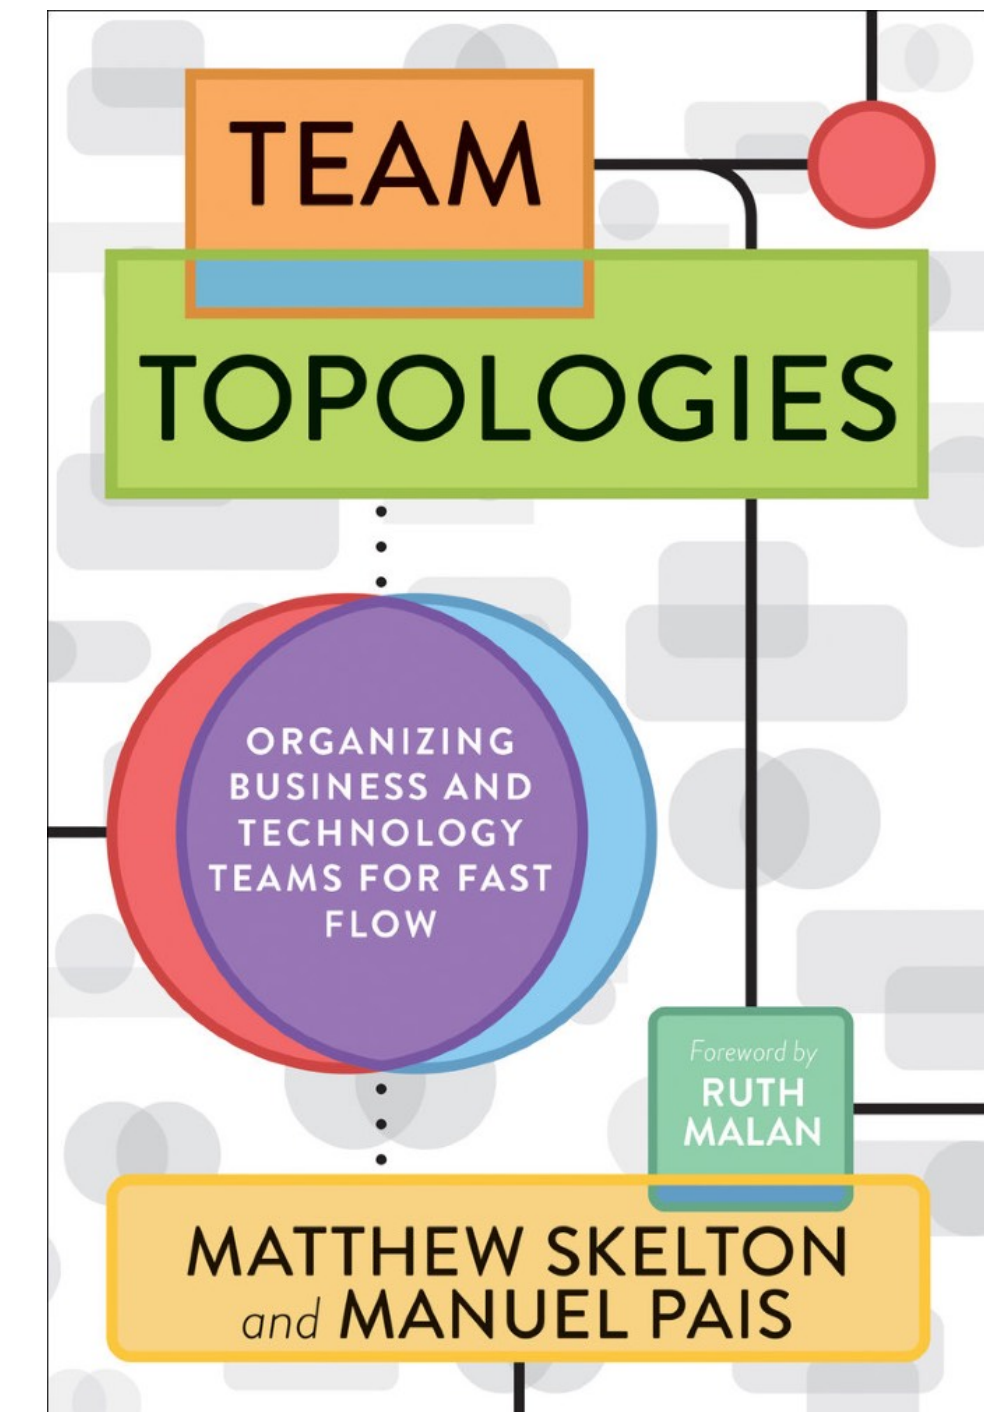 TEAM
TOPOLOGIES
ORGANIZING
BUSINESS AND
TECHNOLOGY
TEAMS FOR FAST
FLOW
Foreword by
RUTH
MALAN
MATTHEW SKELTON
and MANUEL PAIS